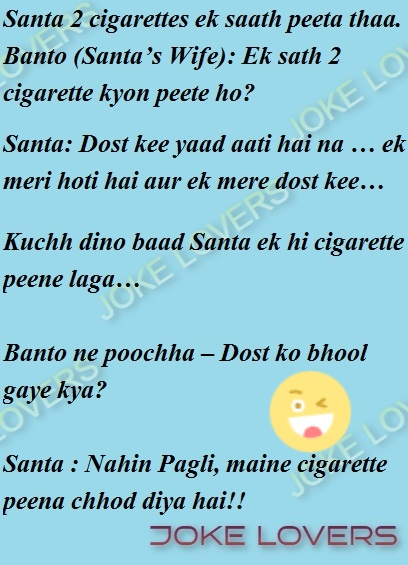 Santa 2 cigarettes ek saath peeta thaa.
Banto (Santa's Wife): Ek sath 2
cigarette kyon peete ho?
Santa: Dost kee yaad aati hai na … ek
meri hoti hai aur ek mere dost kee…
Kuchh dino baad Santa ek hi cigarette
peene laga…
Banto ne poochha – Dost ko bhool
gaye kya?
Santa : Nahin Pagli, maine cigarette
peena chhod diya hai!!
JOKE LOVERS